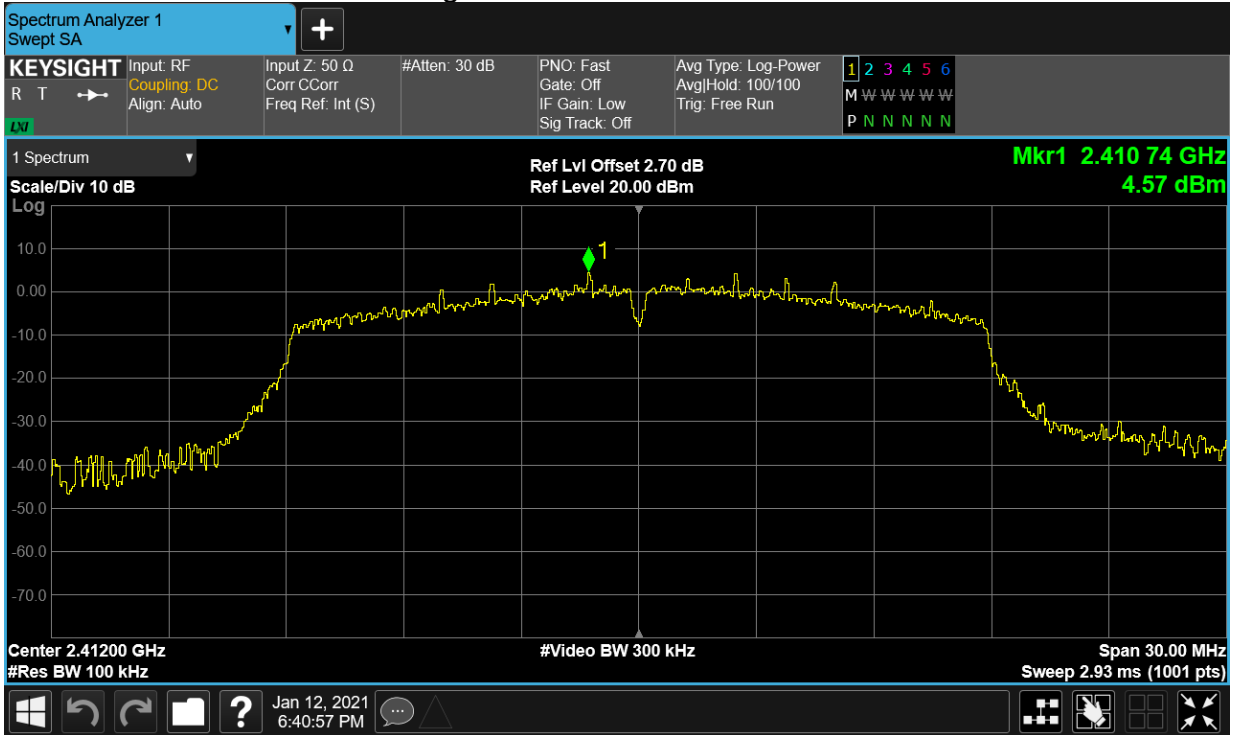 Spectrum Analyzer 1
Swept SA
KEYSIGHT
R T
LXI
Input: RF
Coupling: DC
Align: Auto
Input Z: 50 Ω
Corr CCorr
Freq Ref: Int (S)
#Atten: 30 dB
PNO: Fast
Gate: Off
IF Gain: Low
Sig Track: Off
Avg Type: Log-Power
Avg|Hold: 100/100
Trig: Free Run
1 2 3 4 5 6
M W W W W W
P N N N N N
1 Spectrum
Scale/Div 10 dB
Ref Lvl Offset 2.70 dB
Ref Level 20.00 dBm
Mkr1 2.410 74 GHz
4.57 dBm
Log
1
10.0
0.00
-10.0
-20.0
-30.0
-40.0
-50.0
-60.0
-70.0
Center 2.41200 GHz
#Res BW 100 kHz
#Video BW 300 kHz
Span 30.00 MHz
Sweep 2.93 ms (1001 pts)
?
Jan 12, 2021
6:40:57 PM